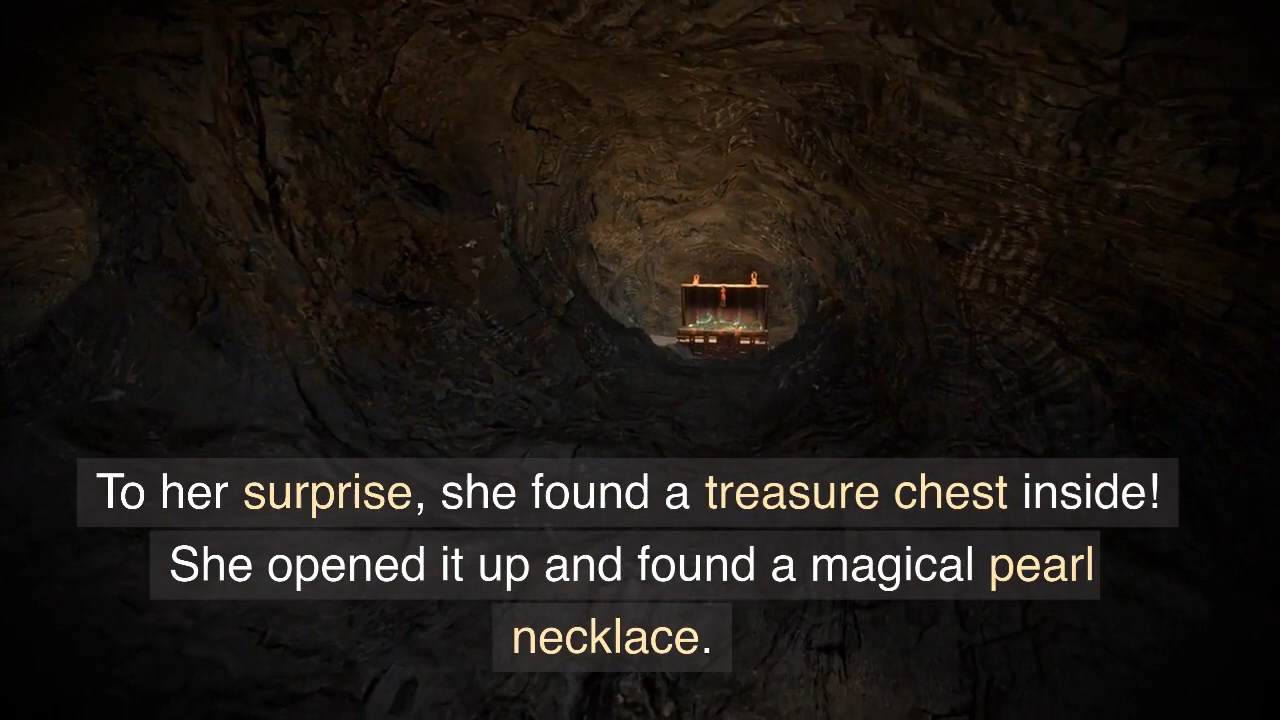 To her surprise, she found a treasure chest inside!
She opened it up and found a magical pearl
necklace.